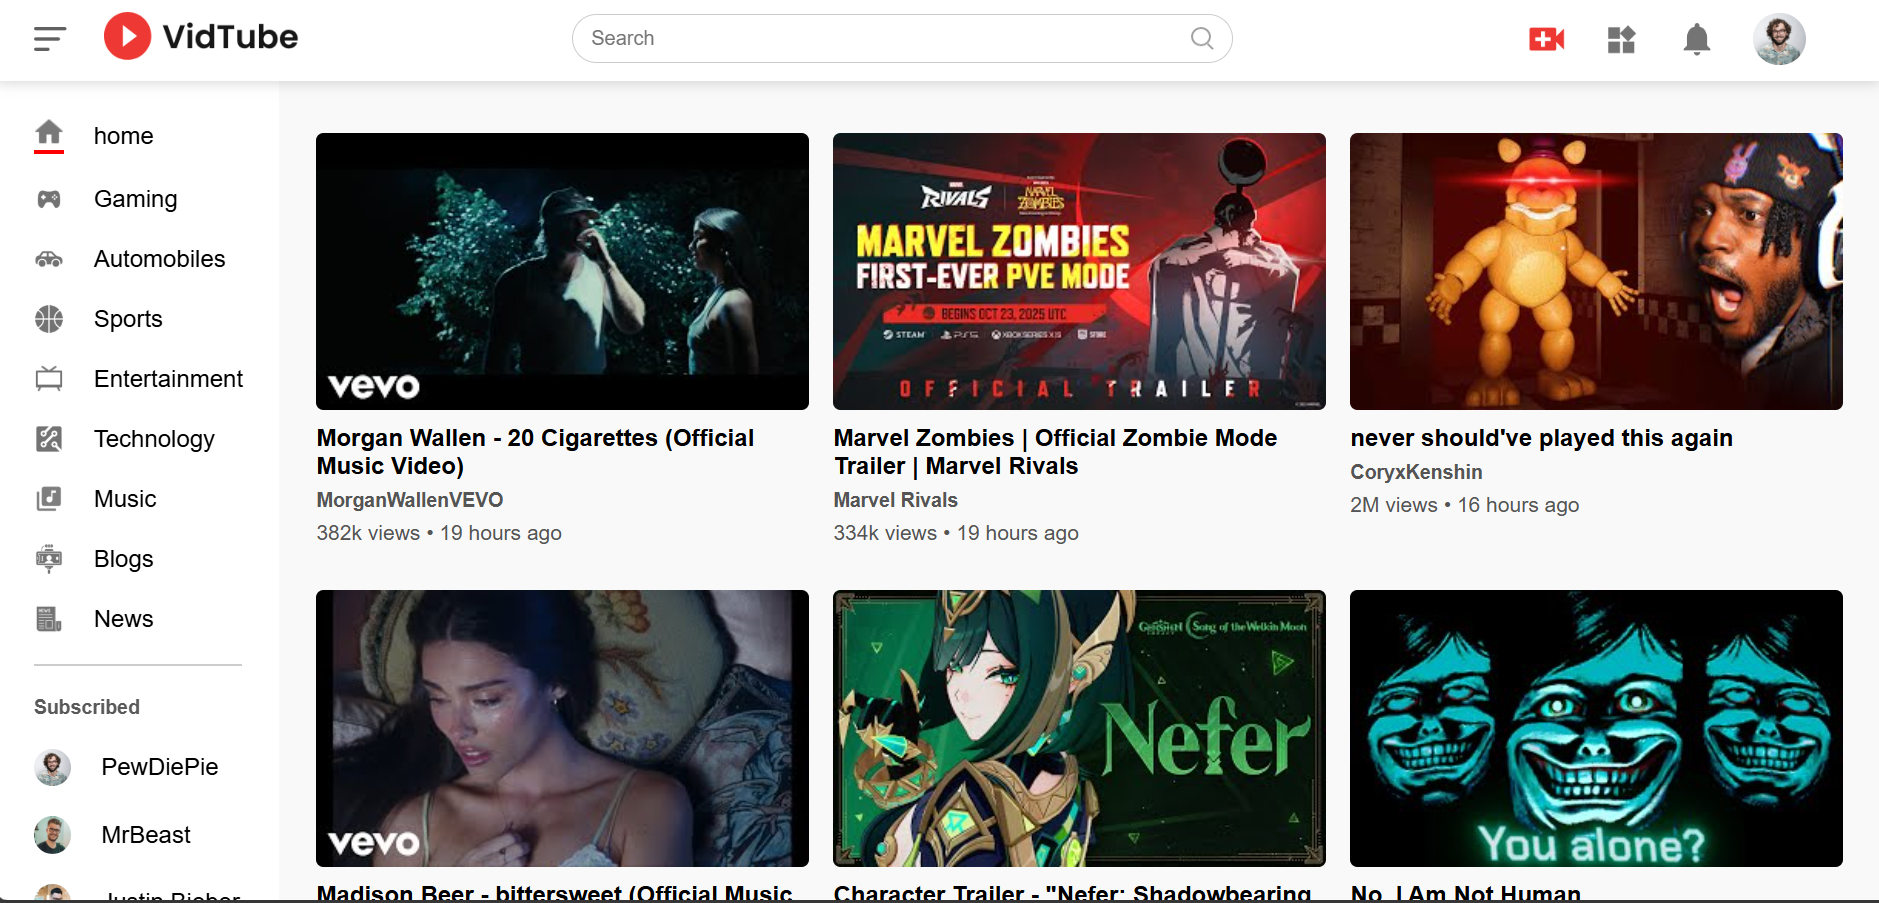 VidTube
Search
home
Gaming
Automobiles
Sports
Entertainment
Technology
Music
Blogs
News
Subscribed
PewDiePie
MrBeast
Justin Bieber
vevo
Morgan Wallen - 20 Cigarettes (Official
Music Video)
MorganWallenVEVO
382k views • 19 hours ago
MARVEL
RIVALS
MARVEL
ZOMBIES
MARVEL ZOMBIES
FIRST-EVER PVE MODE
BEGINS OCT 23, 2025 UTC
STEAM PS5 XBOX SERIES X|S STORE
OFFICIAL TRAILER
Marvel Zombies | Official Zombie Mode
Trailer | Marvel Rivals
Marvel Rivals
334k views • 19 hours ago
never should've played this again
CoryxKenshin
2M views • 16 hours ago
vevo
Madison Beer - bittersweet (Official Music
Genshin Song of the Welkin Moon
Nefer
Character Trailer - "Nefer: Shadowbearing
You alone?
No, I Am Not Human